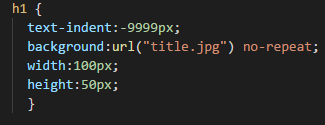 h1 {
text-indent:-9999px;
background:url("title.jpg") no-repeat;
width:100px;
height:50px;
}